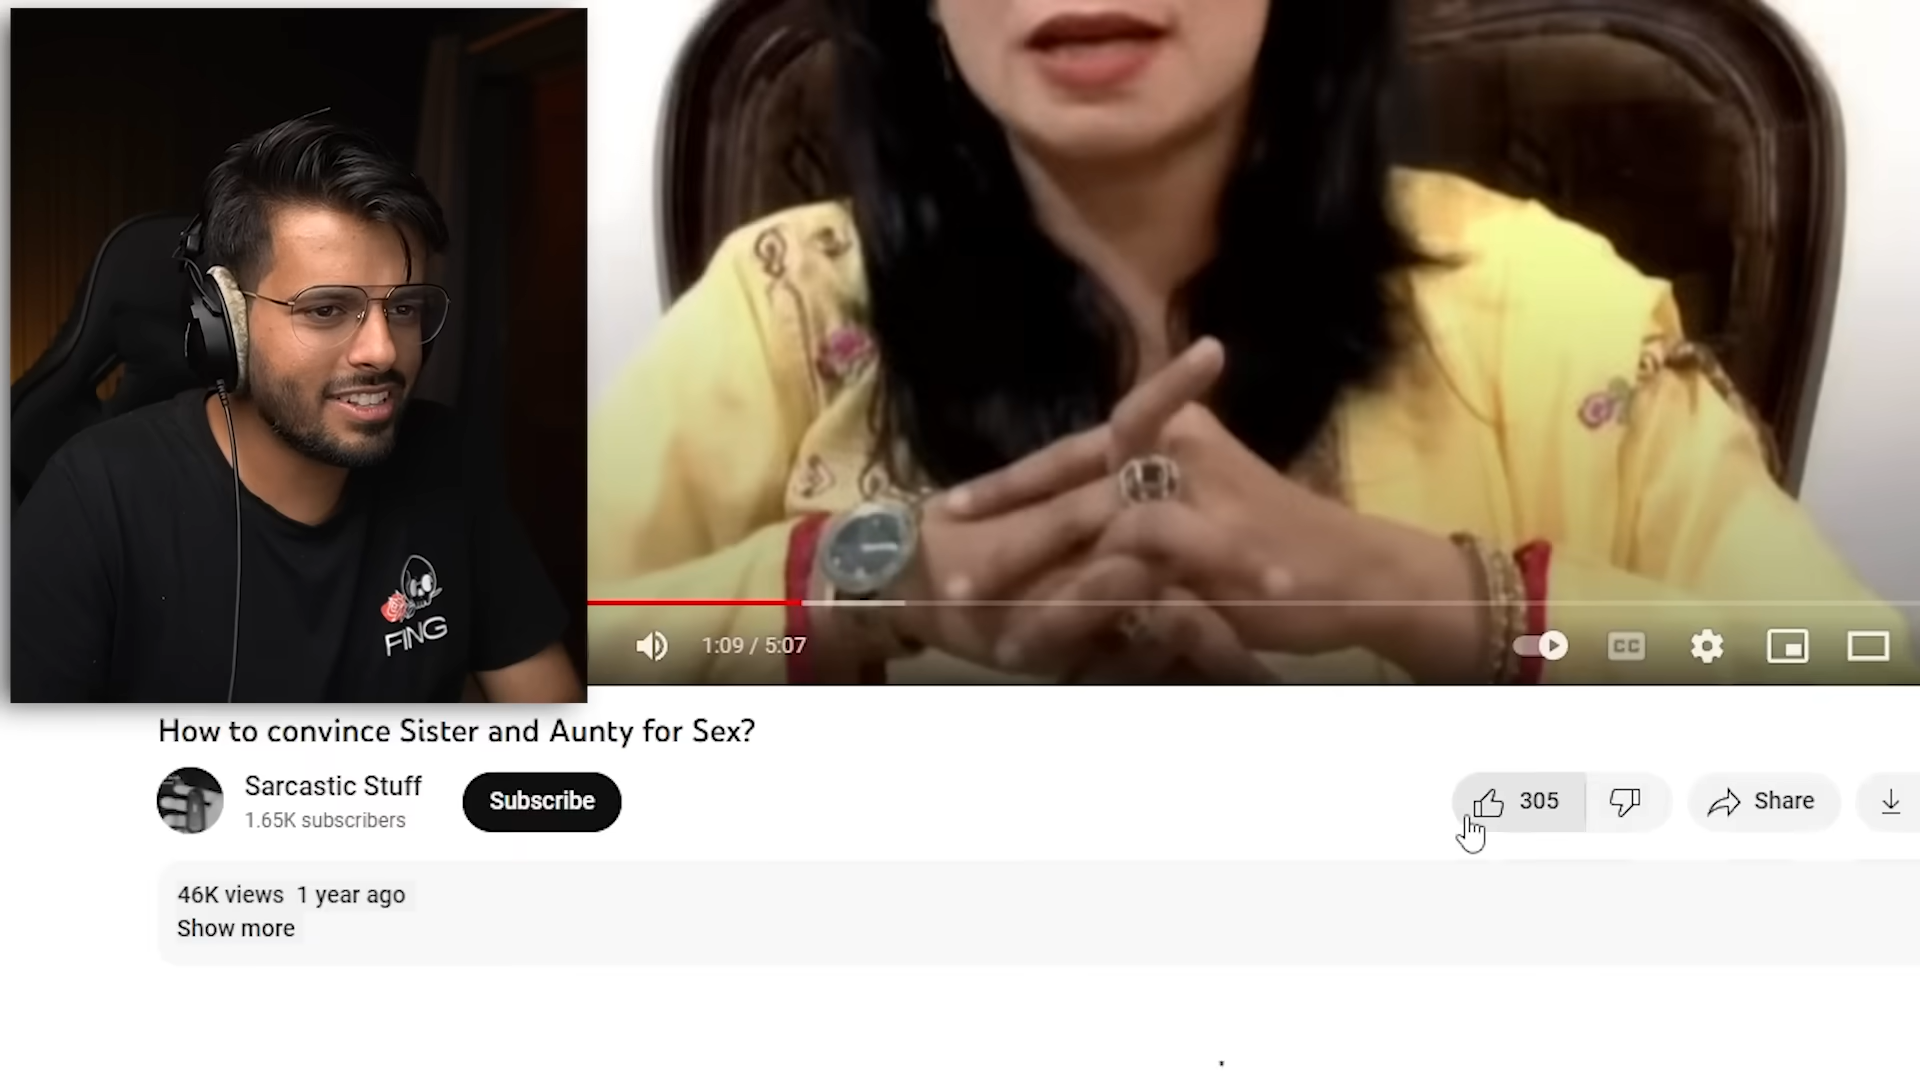 FING
1:09 / 5:07
CC
How to convince Sister and Aunty for Sex?
Sarcastic Stuff
1.65K subscribers
Subscribe
305
Share
46K views 1 year ago
Show more